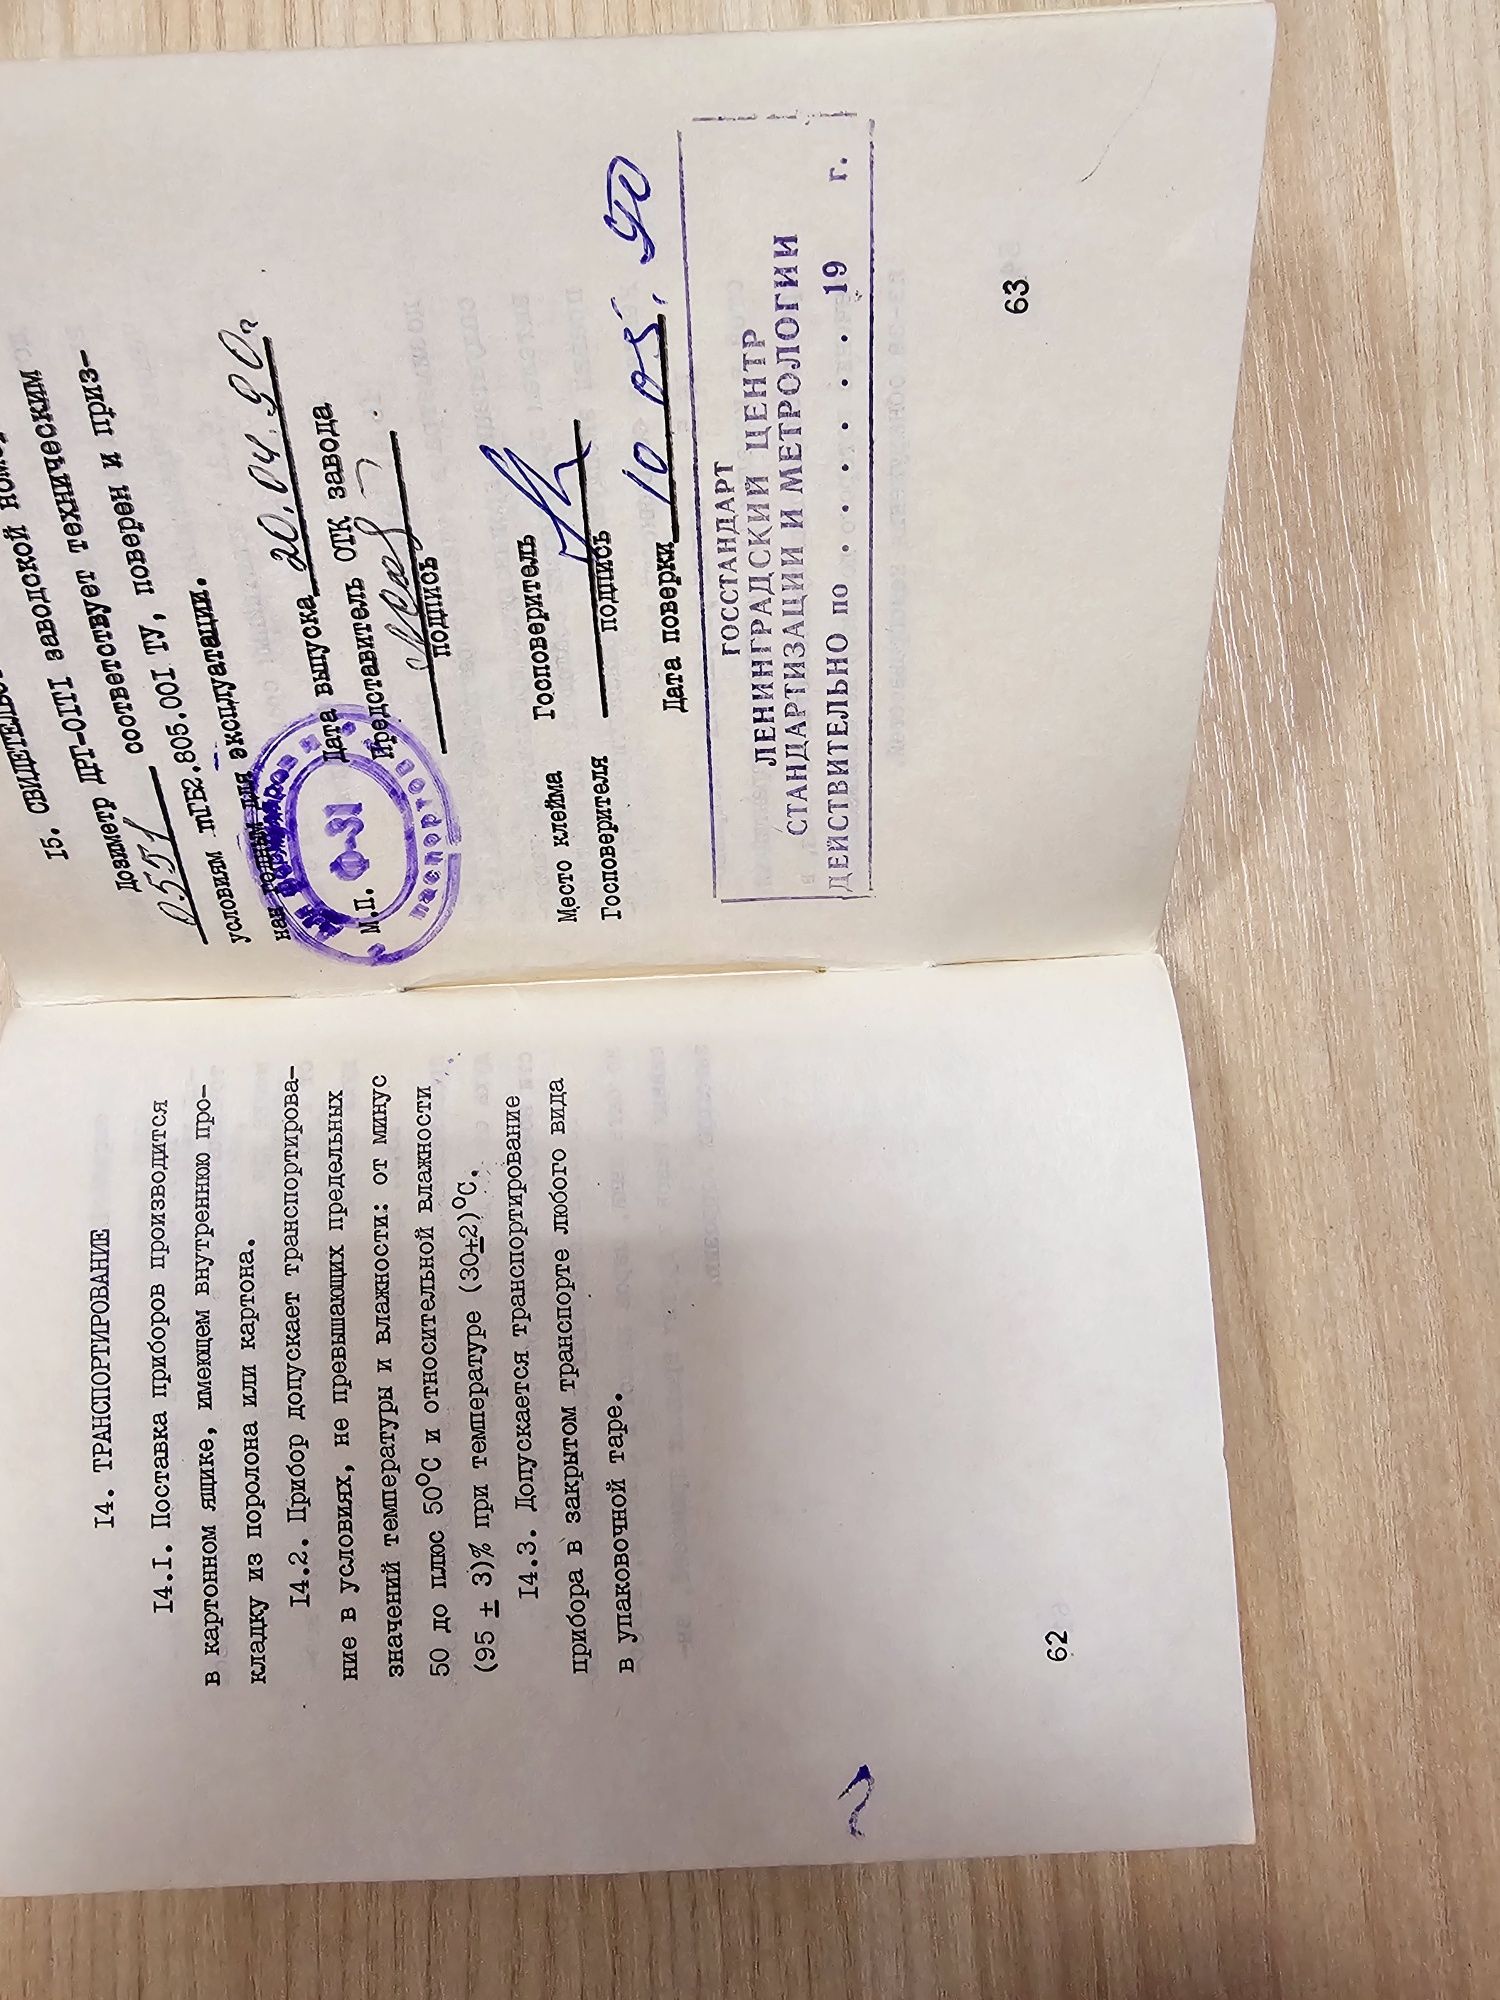 14. ТРАНСПОРТИРОВАНИЕ
14.1. Поставка приборов производится
в картонном ящике, имеющем внутреннюю про-
кладку из поролона или картона.
14.2. Прибор допускает транспортирова-
ние в условиях, не превышающих предельных
значений температуры и влажности: от минус
50 до плюс 50°С и относительной влажности
(95 ± 3)% при температуре (30±2)°С.
14.3. Допускается транспортирование
прибора в закрытом транспорте любого вида
в упаковочной таре.
62
15. СВИДЕТЕЛЬСТВО
Дозиметр ДРГ-01Т1 заводской номер
0551 соответствует техническим
условиям тГБ2.805.001 ТУ, поверен и приз-
нан годным для эксплуатации.
Дата выпуска 20.04.90г
М.П. Представитель ОТК завода
Ф-31
паспортов
подпись
Место клейма Госповеритель
Госповерителя подпись
Дата поверки 10 05. 90
ГОССТАНДАРТ
ЛЕНИНГРАДСКИЙ ЦЕНТР
СТАНДАРТИЗАЦИИ И МЕТРОЛОГИИ
ДЕЙСТВИТЕЛЬНО по . . . . . . 19 г.
63